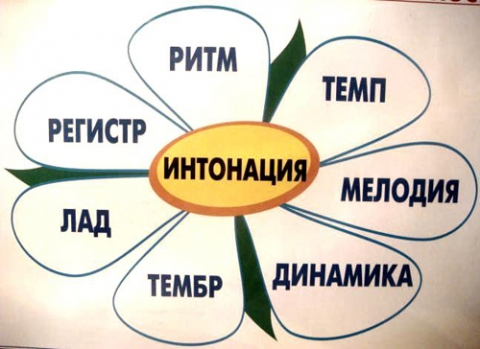 РИТМ
ТЕМП
РЕГИСТР
ИНТОНАЦИЯ
МЕЛОДИЯ
ЛАД
ТЕМБР
ДИНАМИКА